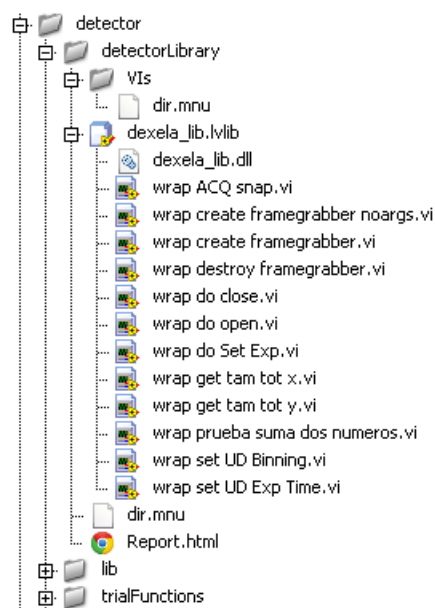 detector
detectorLibrary
VIs
dir.mnu
dexela_lib.lvlib
dexela_lib.dll
wrap ACQ snap.vi
wrap create framegrabber noargs.vi
wrap create framegrabber.vi
wrap destroy framegrabber.vi
wrap do close.vi
wrap do open.vi
wrap do Set Exp.vi
wrap get tam tot x.vi
wrap get tam tot y.vi
wrap prueba suma dos numeros.vi
wrap set UD Binning.vi
wrap set UD Exp Time.vi
dir.mnu
Report.html
lib
trialFunctions